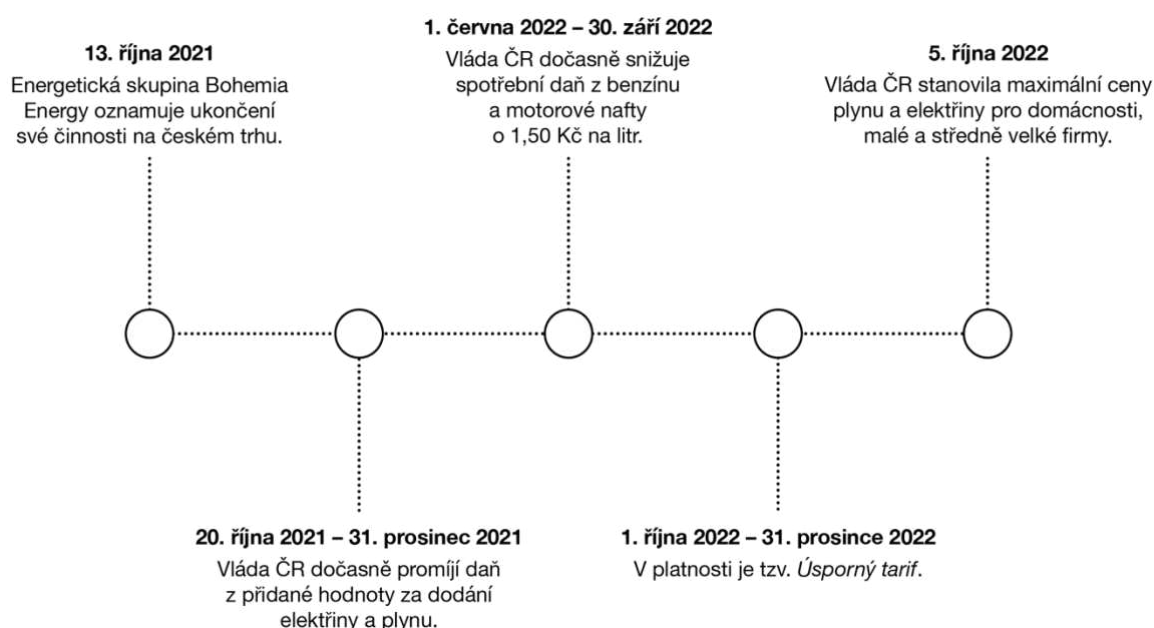 13. října 2021
Energetická skupina Bohemia
Energy oznamuje ukončení
své činnosti na českém trhu.
20. října 2021 – 31. prosinec 2021
Vláda ČR dočasně promíjí daň
z přidané hodnoty za dodání
elektřiny a plynu.
1. června 2022 – 30. září 2022
Vláda ČR dočasně snižuje
spotřební daň z benzínu
a motorové nafty
o 1,50 Kč na litr.
1. října 2022 – 31. prosince 2022
V platnosti je tzv. Úsporný tarif.
5. října 2022
Vláda ČR stanovila maximální ceny
plynu a elektřiny pro domácnosti,
malé a středně velké firmy.